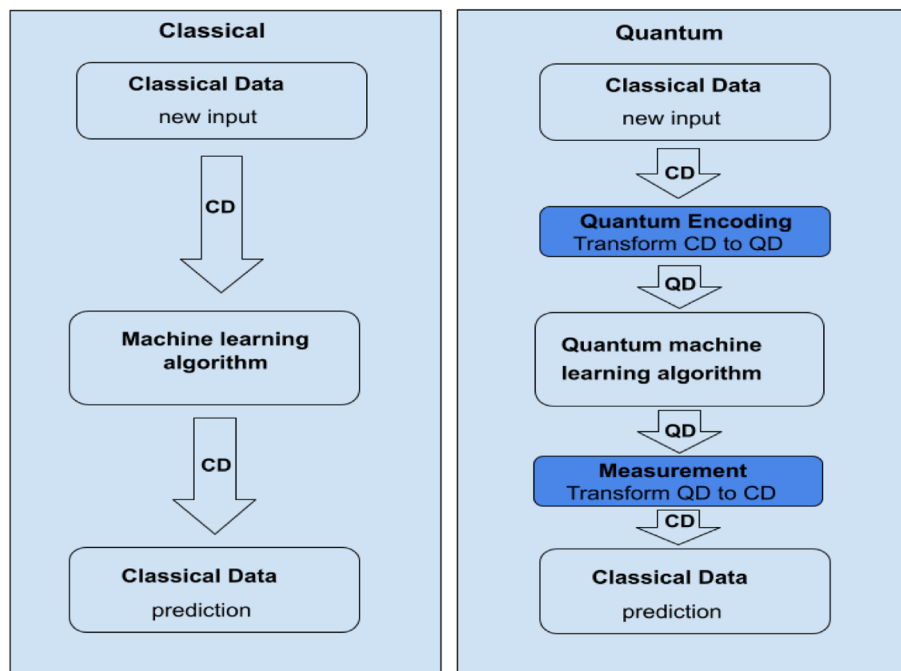 Classical
Classical Data
new input
CD
Machine learning
algorithm
CD
Classical Data
prediction
Quantum
Classical Data
new input
CD
Quantum Encoding
Transform CD to QD
QD
Quantum machine
learning algorithm
QD
Measurement
Transform QD to CD
CD
Classical Data
prediction